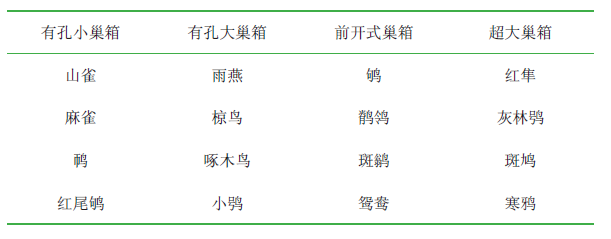 有孔小巢箱 有孔大巢箱 前开式巢箱 超大巢箱
山雀 雨燕 鸲 红隼
麻雀 椋鸟 鹡鸰 灰林鸮
䴓 啄木鸟 斑鹟 斑鸠
红尾鸲 小鸮 鸳鸯 寒鸦